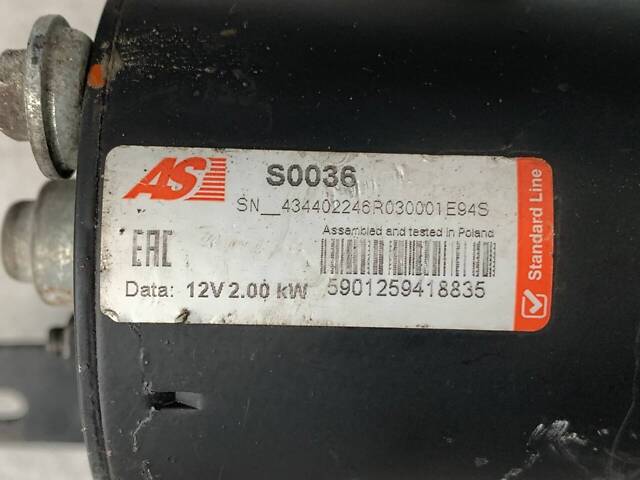 AS
S0036
SN__434402246R030001E94S
Assembled and tested in Poland
EAC
Data: 12V 2.00 kW
5901259418835
Standard Line